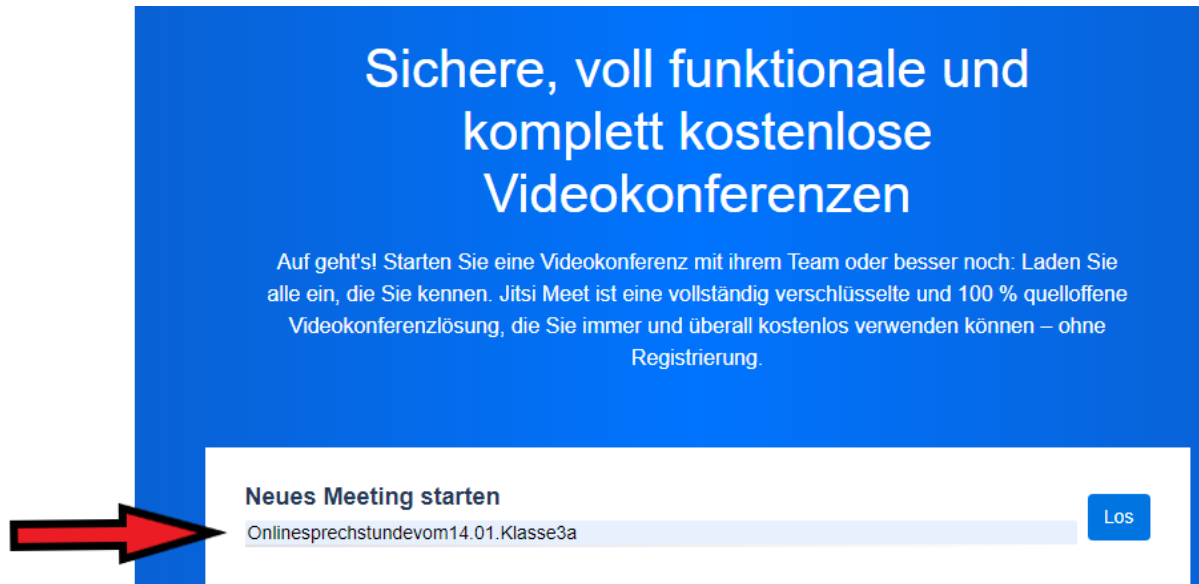 Sichere, voll funktionale und
komplett kostenlose
Videokonferenzen
Auf geht's! Starten Sie eine Videokonferenz mit ihrem Team oder besser noch: Laden Sie
alle ein, die Sie kennen. Jitsi Meet ist eine vollständig verschlüsselte und 100 % quelloffene
Videokonferenzlösung, die Sie immer und überall kostenlos verwenden können – ohne
Registrierung.
Neues Meeting starten
Onlinesprechstundevom14.01.Klasse3a
Los